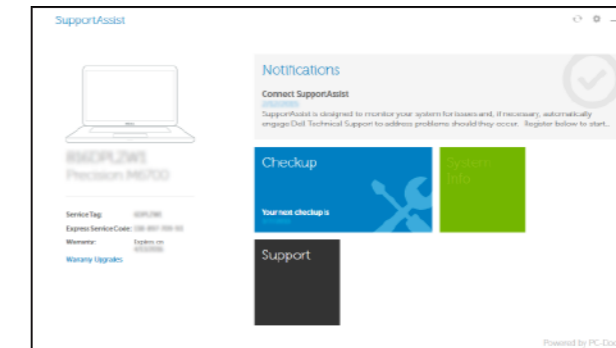 SupportAssist
Notifications
Connect SupportAssist
SupportAssist is designed to monitor your system for issues and, if necessary, automatically
engage Dell Technical Support to address problems should they occur. Register below to start...
Precision M6700
Checkup
System
Info
Your next checkup is
Service Tag:
Express Service Code:
Warranty: Expires on
Warranty Upgrades
Support
Powered by PC-Doc